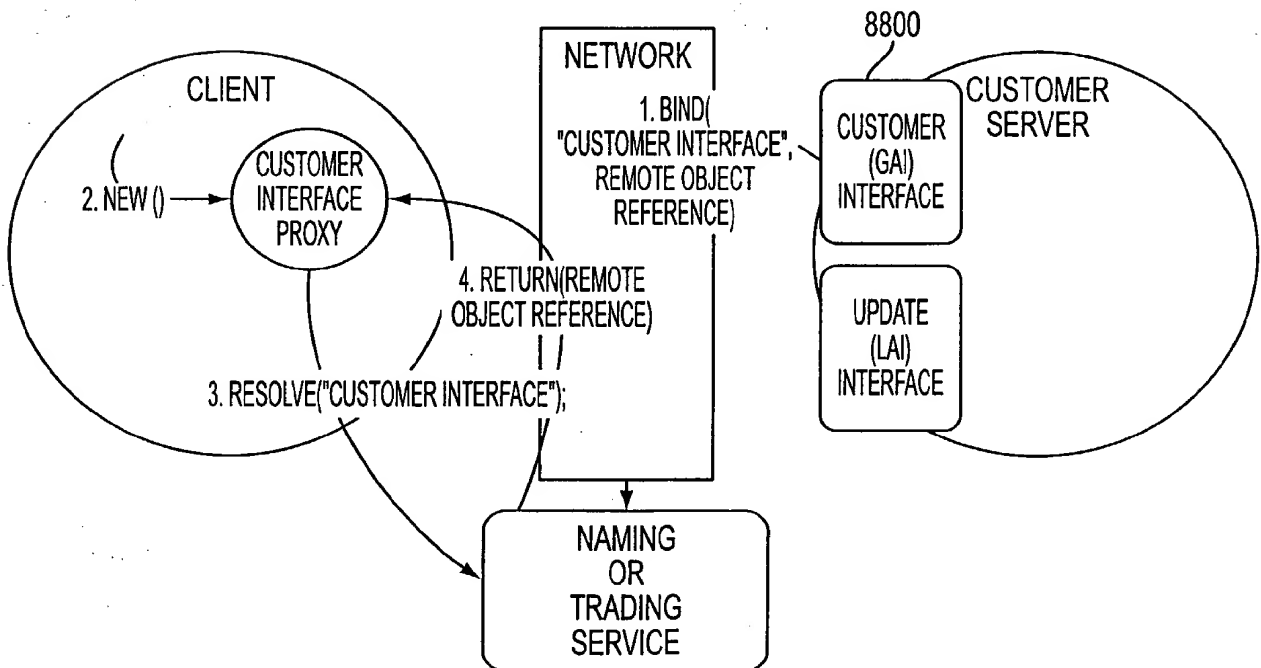 8800
NETWORK
CLIENT
1. BIND(
"CUSTOMER INTERFACE",
REMOTE OBJECT
REFERENCE)
CUSTOMER
(GAI)
INTERFACE
CUSTOMER
SERVER
2. NEW ()
CUSTOMER
INTERFACE
PROXY
4. RETURN(REMOTE
OBJECT REFERENCE)
UPDATE
(LAI)
INTERFACE
3. RESOLVE("CUSTOMER INTERFACE");
NAMING
OR
TRADING
SERVICE